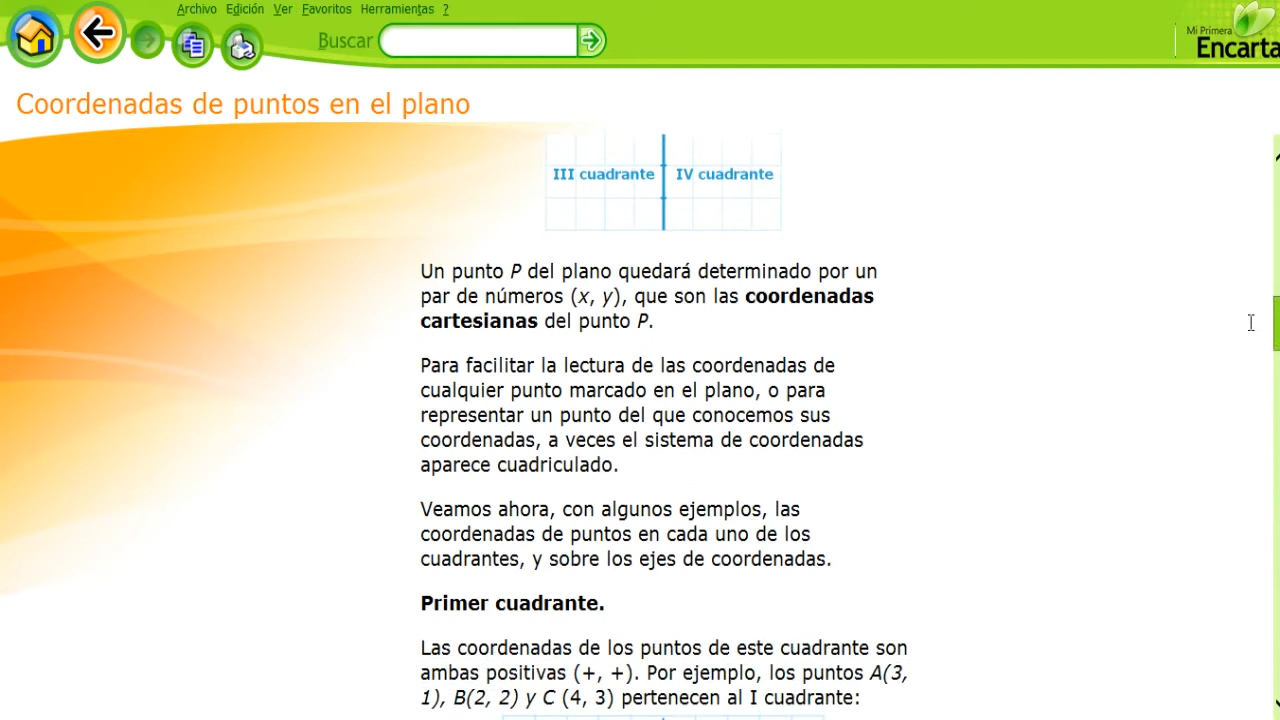 Archivo Edición Ver Favoritos Herramientas ?
Buscar
Mi Primera
Encarta
Coordenadas de puntos en el plano
III cuadrante IV cuadrante
Un punto P del plano quedará determinado por un
par de números (x, y), que son las coordenadas
cartesianas del punto P.
Para facilitar la lectura de las coordenadas de
cualquier punto marcado en el plano, o para
representar un punto del que conocemos sus
coordenadas, a veces el sistema de coordenadas
aparece cuadriculado.
Veamos ahora, con algunos ejemplos, las
coordenadas de puntos en cada uno de los
cuadrantes, y sobre los ejes de coordenadas.
Primer cuadrante.
Las coordenadas de los puntos de este cuadrante son
ambas positivas (+, +). Por ejemplo, los puntos A(3,
1), B(2, 2) y C (4, 3) pertenecen al I cuadrante: